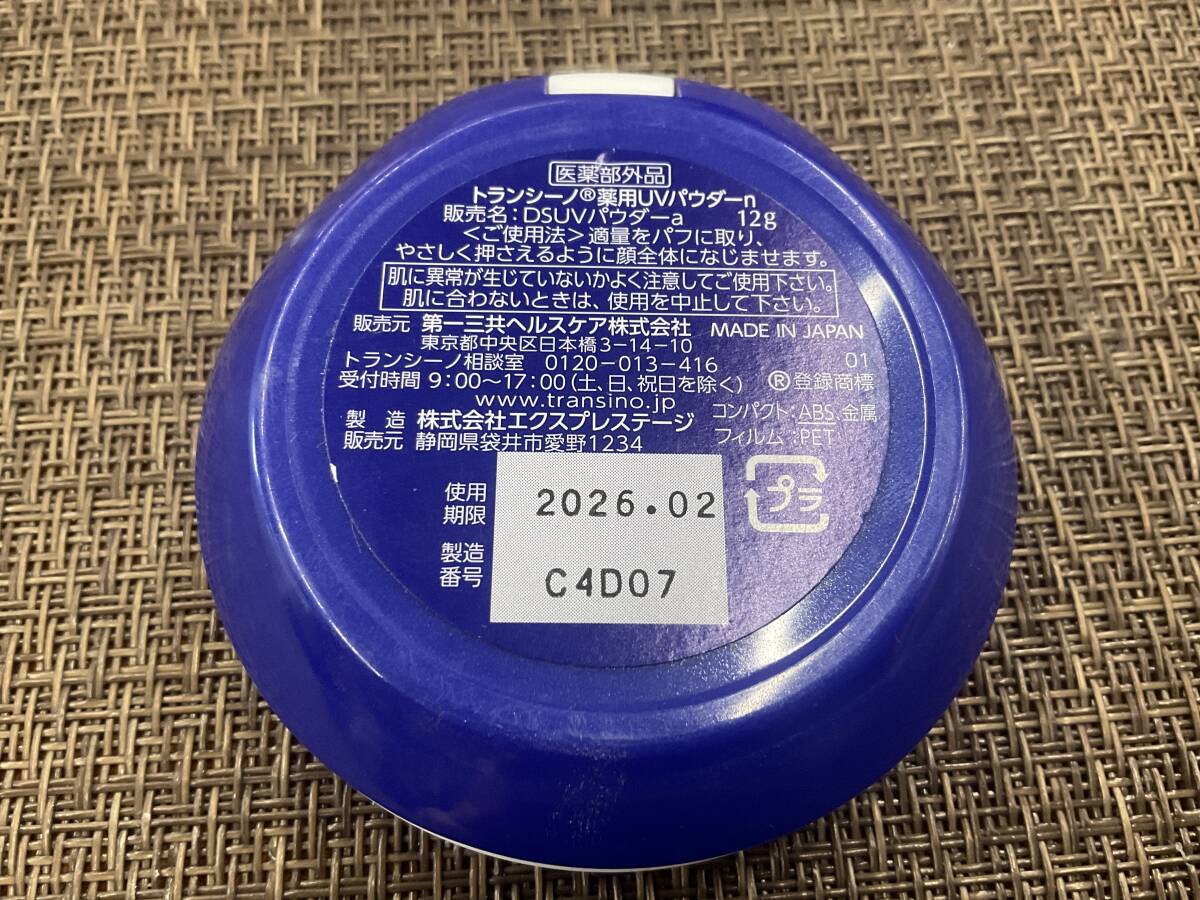 医薬部外品
トランシーノ®薬用UVパウダーn
販売名：DSUVパウダーa 12g
＜ご使用法＞適量をパフに取り、
やさしく押さえるように顔全体になじませます。
肌に異常が生じていないかよく注意してご使用下さい。
肌に合わないときは、使用を中止して下さい。
販売元 第一三共ヘルスケア株式会社 MADE IN JAPAN
東京都中央区日本橋3-14-10
トランシーノ相談室 0120-013-416 01
受付時間 9:00〜17:00（土、日、祝日を除く） ®登録商標
www.transino.jp コンパクト:ABS、金属
製造 株式会社エクスプレステージ フィルム:PET
販売元 静岡県袋井市愛野1234
使用期限 2026.02
プラ
製造番号 C4D07